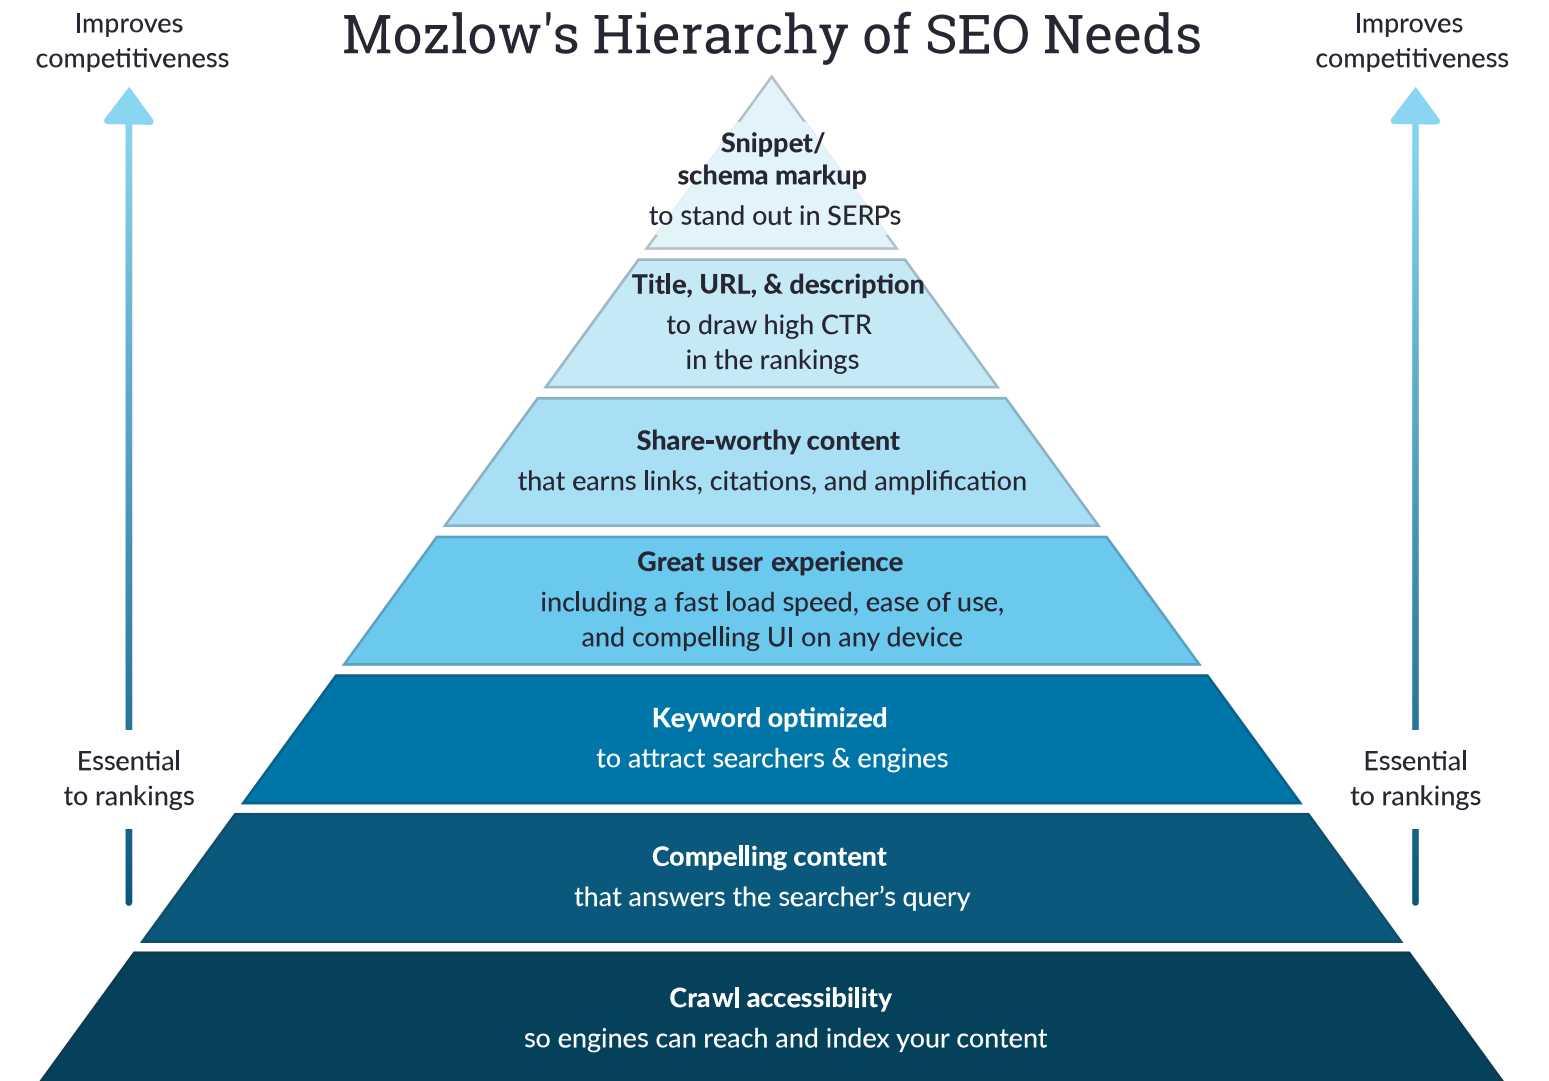 Mozlow's Hierarchy of SEO Needs
Improves
competitiveness
Improves
competitiveness
Snippet/
schema markup
to stand out in SERPs
Title, URL, & description
to draw high CTR
in the rankings
Share-worthy content
that earns links, citations, and amplification
Great user experience
including a fast load speed, ease of use,
and compelling UI on any device
Keyword optimized
to attract searchers & engines
Essential
to rankings
Essential
to rankings
Compelling content
that answers the searcher’s query
Crawl accessibility
so engines can reach and index your content